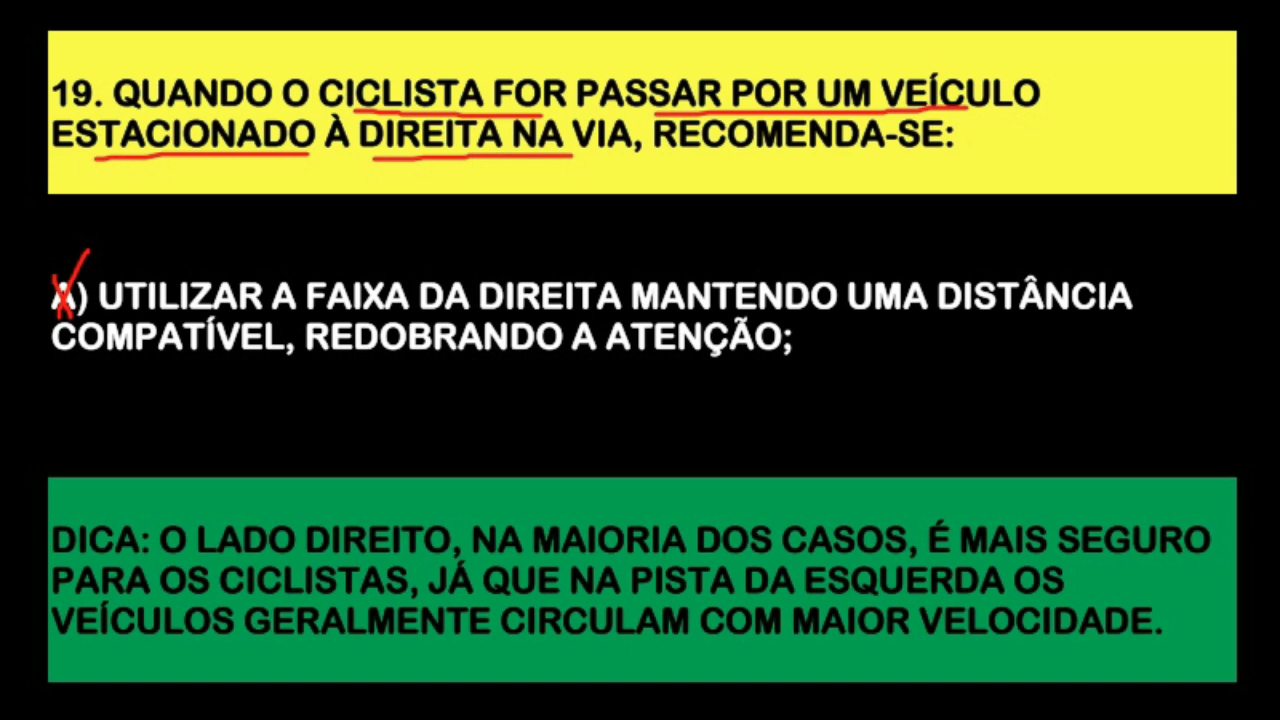 19. QUANDO O CICLISTA FOR PASSAR POR UM VEÍCULO
ESTACIONADO À DIREITA NA VIA, RECOMENDA-SE:
A) UTILIZAR A FAIXA DA DIREITA MANTENDO UMA DISTÂNCIA
COMPATÍVEL, REDOBRANDO A ATENÇÃO;
DICA: O LADO DIREITO, NA MAIORIA DOS CASOS, É MAIS SEGURO
PARA OS CICLISTAS, JÁ QUE NA PISTA DA ESQUERDA OS
VEÍCULOS GERALMENTE CIRCULAM COM MAIOR VELOCIDADE.